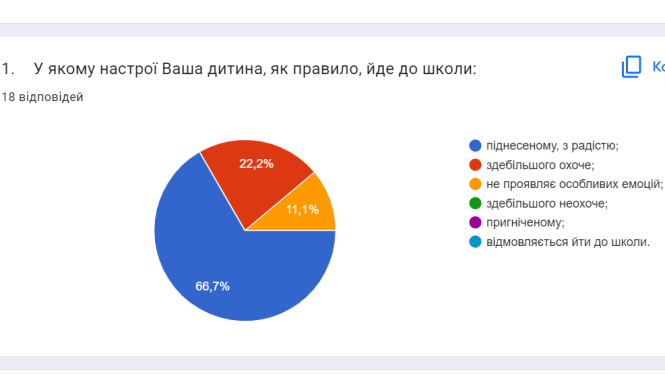 1. У якому настрої Ваша дитина, як правило, йде до школи:
18 відповідей
22,2%
11,1%
66,7%
піднесеному, з радістю;
здебільшого охоче;
не проявляє особливих емоцій;
здебільшого неохоче;
пригніченому;
відмовляється йти до школи.